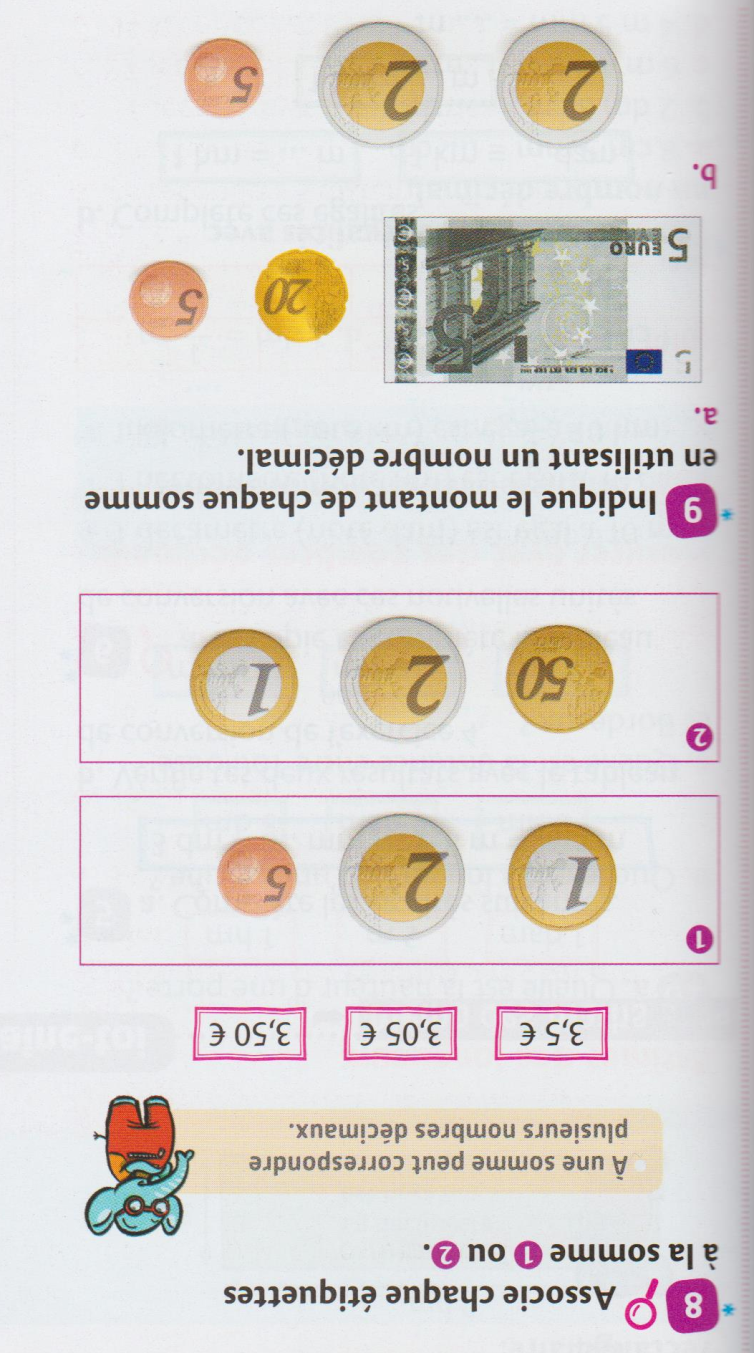 * 8 Associe chaque étiquettes
à la somme 1 ou 2.
• À une somme peut correspondre
plusieurs nombres décimaux.
3,5 € 3,05 € 3,50 €
1
1 2 5
2
50 2 1
* 9 Indique le montant de chaque somme
en utilisant un nombre décimal.
a.
5 EURO 20 5
b.
2 2 5